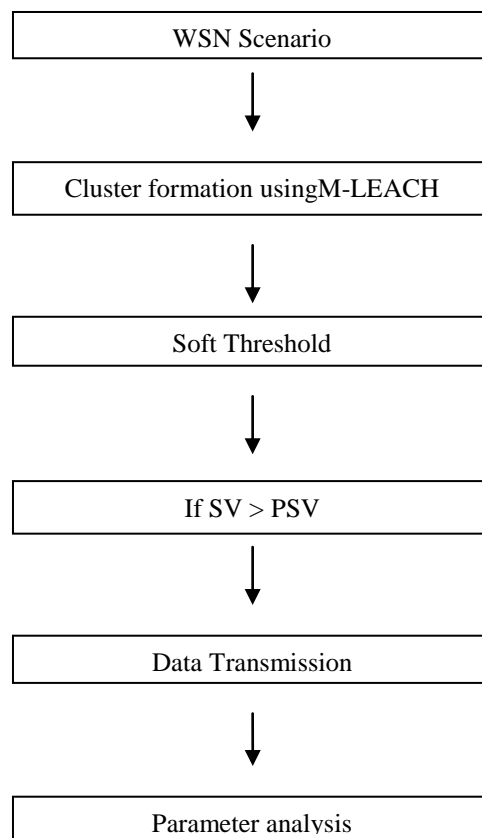 WSN Scenario
Cluster formation usingM-LEACH
Soft Threshold
If SV > PSV
Data Transmission
Parameter analysis